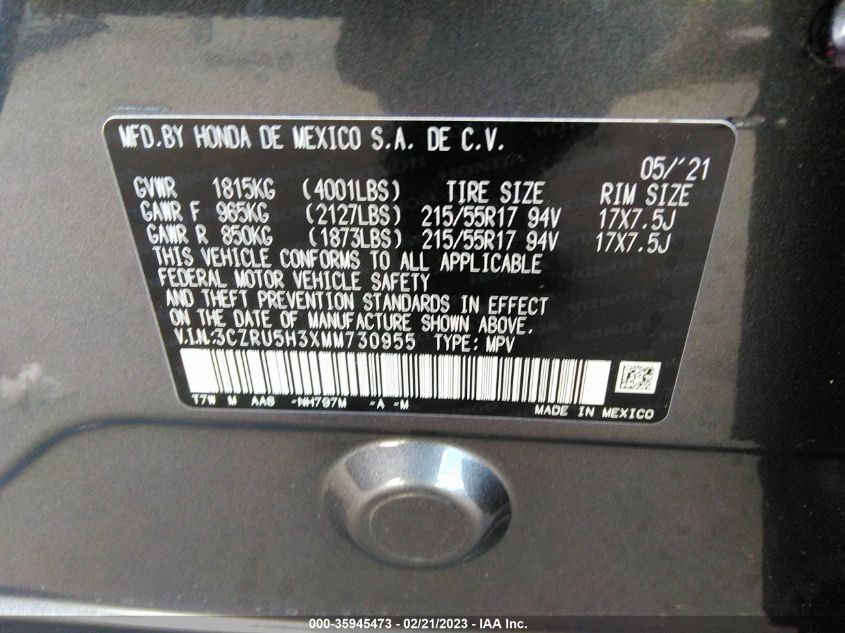 MFD.BY HONDA DE MEXICO S.A. DE C.V.
05/'21
GVWR 1815KG (4001LBS) TIRE SIZE RIM SIZE
GAWR F 965KG (2127LBS) 215/55R17 94V 17X7.5J
GAWR R 850KG (1873LBS) 215/55R17 94V 17X7.5J
THIS VEHICLE CONFORMS TO ALL APPLICABLE
FEDERAL MOTOR VEHICLE SAFETY
AND THEFT PREVENTION STANDARDS IN EFFECT
ON THE DATE OF MANUFACTURE SHOWN ABOVE.
V.I.N:3CZRU5H3XMM730955 TYPE: MPV
T7W M AAS -NH797M -A -M
MADE IN MEXICO
000-35945473 - 02/21/2023 - IAA Inc.